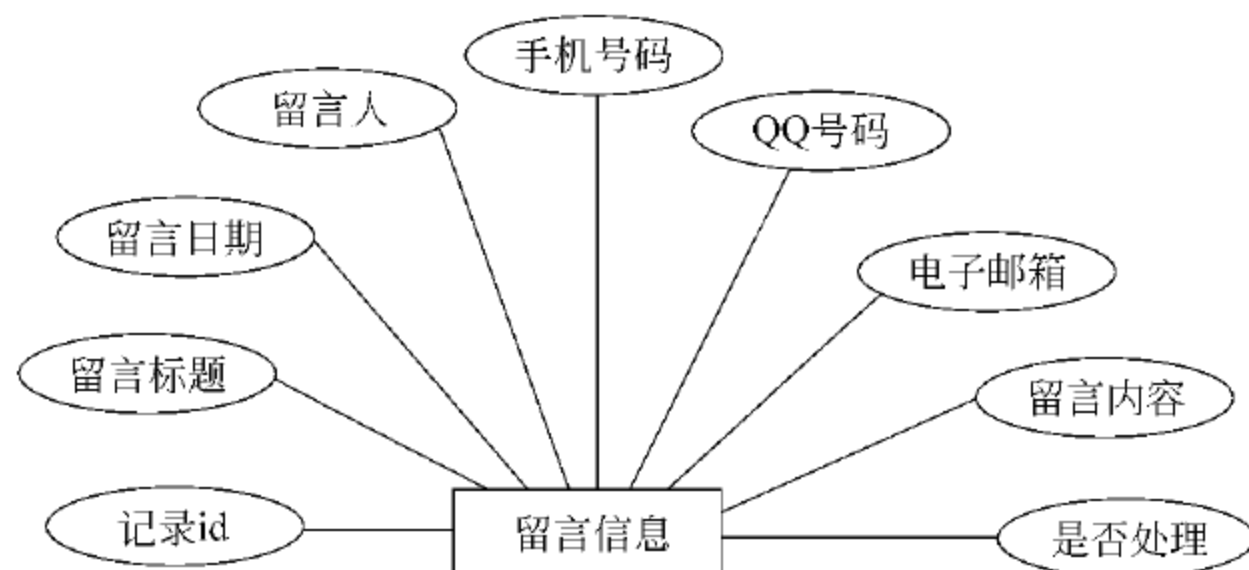 手机号码
留言人
QQ号码
留言日期
电子邮箱
留言标题
留言内容
记录id
留言信息
是否处理